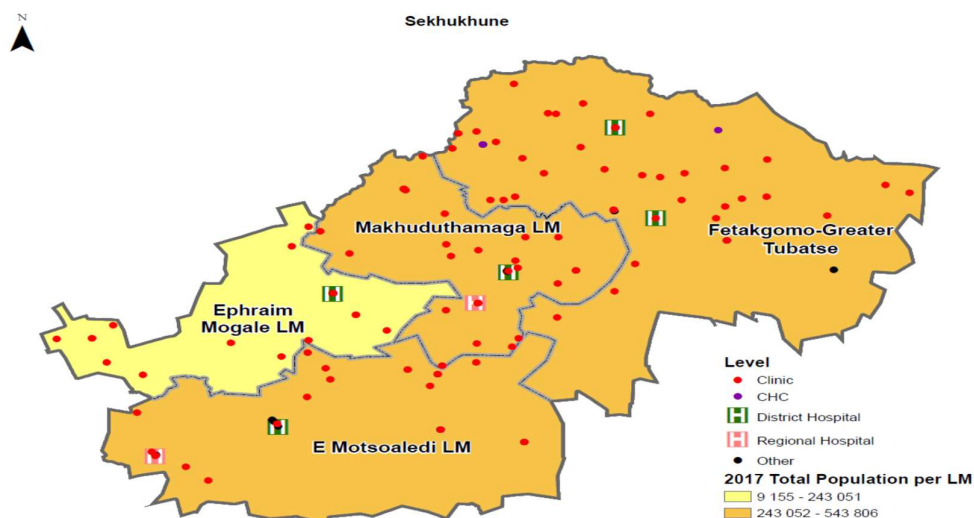 Sekhukhune
N
Makhuduthamaga LM
Fetakgomo-Greater
Tubatse
Ephraim
Mogale LM
E Motsoaledi LM
Level
Clinic
CHC
H District Hospital
H Regional Hospital
Other
2017 Total Population per LM
9 155 - 243 051
243 052 - 543 806